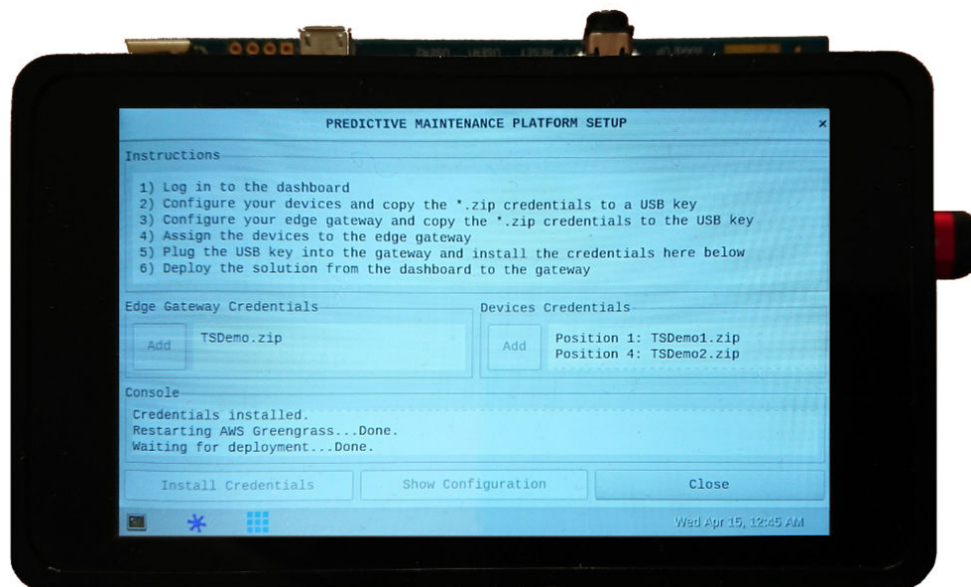 PREDICTIVE MAINTENANCE PLATFORM SETUP ×
Instructions
1) Log in to the dashboard
2) Configure your devices and copy the *.zip credentials to a USB key
3) Configure your edge gateway and copy the *.zip credentials to the USB key
4) Assign the devices to the edge gateway
5) Plug the USB key into the gateway and install the credentials here below
6) Deploy the solution from the dashboard to the gateway
Edge Gateway Credentials
Add
TSDemo.zip
Devices Credentials
Add
Position 1: TSDemo1.zip
Position 4: TSDemo2.zip
Console
Credentials installed.
Restarting AWS Greengrass...Done.
Waiting for deployment...Done.
Install Credentials
Show Configuration
Close
Wed Apr 15, 12:45 AM